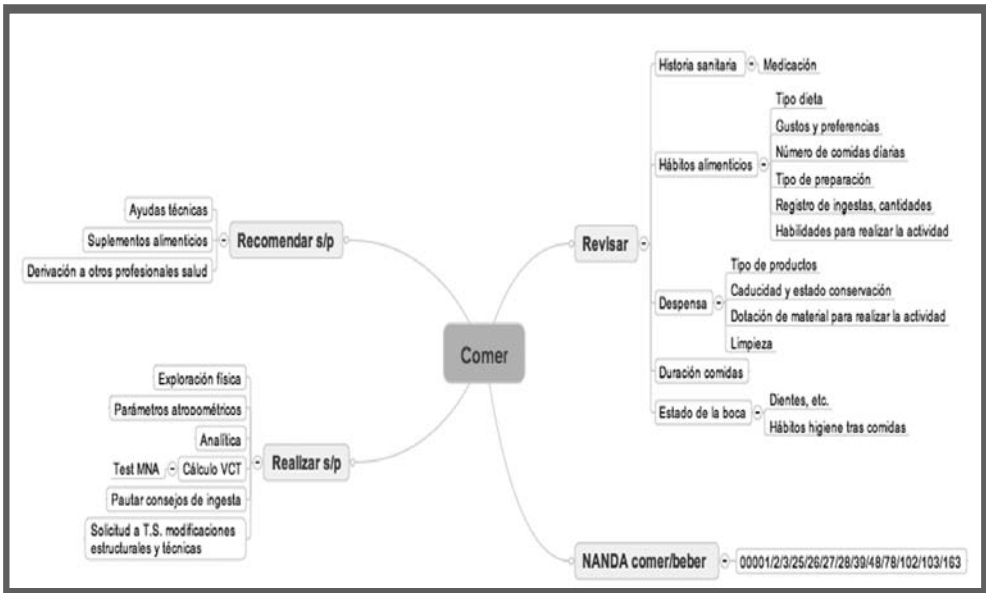 Comer
Recomendar s/p
Ayudas técnicas
Suplementos alimenticios
Derivación a otros profesionales salud
Realizar s/p
Exploración física
Parámetros atropométricos
Analítica
Cálculo VCT
Test MNA
Pautar consejos de ingesta
Solicitud a T.S. modificaciones
estructurales y técnicas
Revisar
Historia sanitaria
Medicación
Hábitos alimenticios
Tipo dieta
Gustos y preferencias
Número de comidas díarias
Tipo de preparación
Registro de ingestas, cantidades
Habilidades para realizar la actividad
Despensa
Tipo de productos
Caducidad y estado conservación
Dotación de material para realizar la actividad
Limpieza
Duración comidas
Estado de la boca
Dientes, etc.
Hábitos higiene tras comidas
NANDA comer/beber
00001/2/3/25/26/27/28/39/48/78/102/103/163